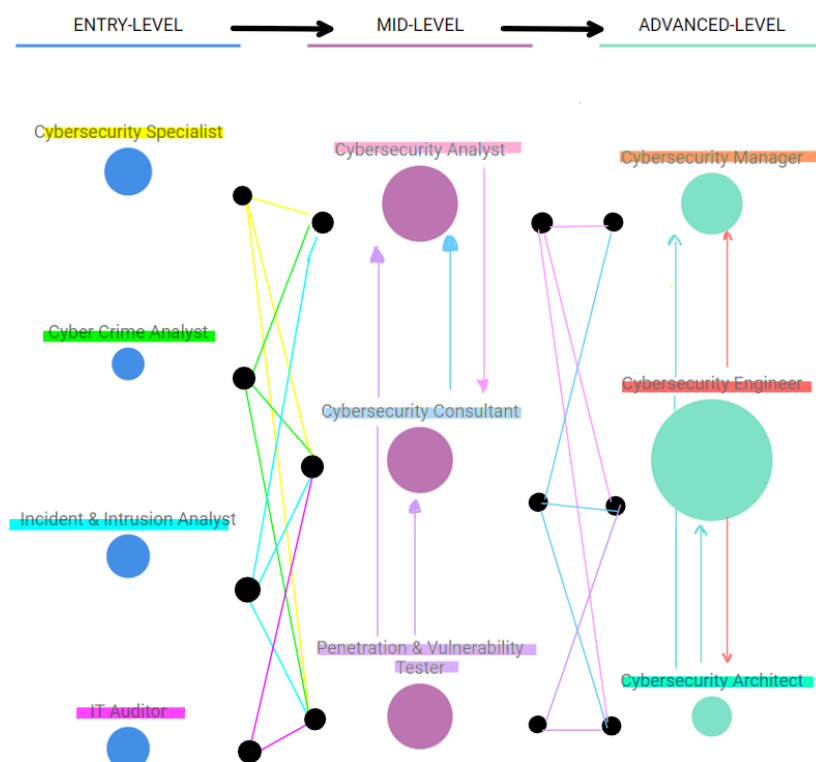 ENTRY-LEVEL
MID-LEVEL
ADVANCED-LEVEL
Cybersecurity Specialist
Cybersecurity Analyst
Cybersecurity Manager
Cyber Crime Analyst
Cybersecurity Consultant
Cybersecurity Engineer
Incident & Intrusion Analyst
Penetration & Vulnerability
Tester
Cybersecurity Architect
IT Auditor